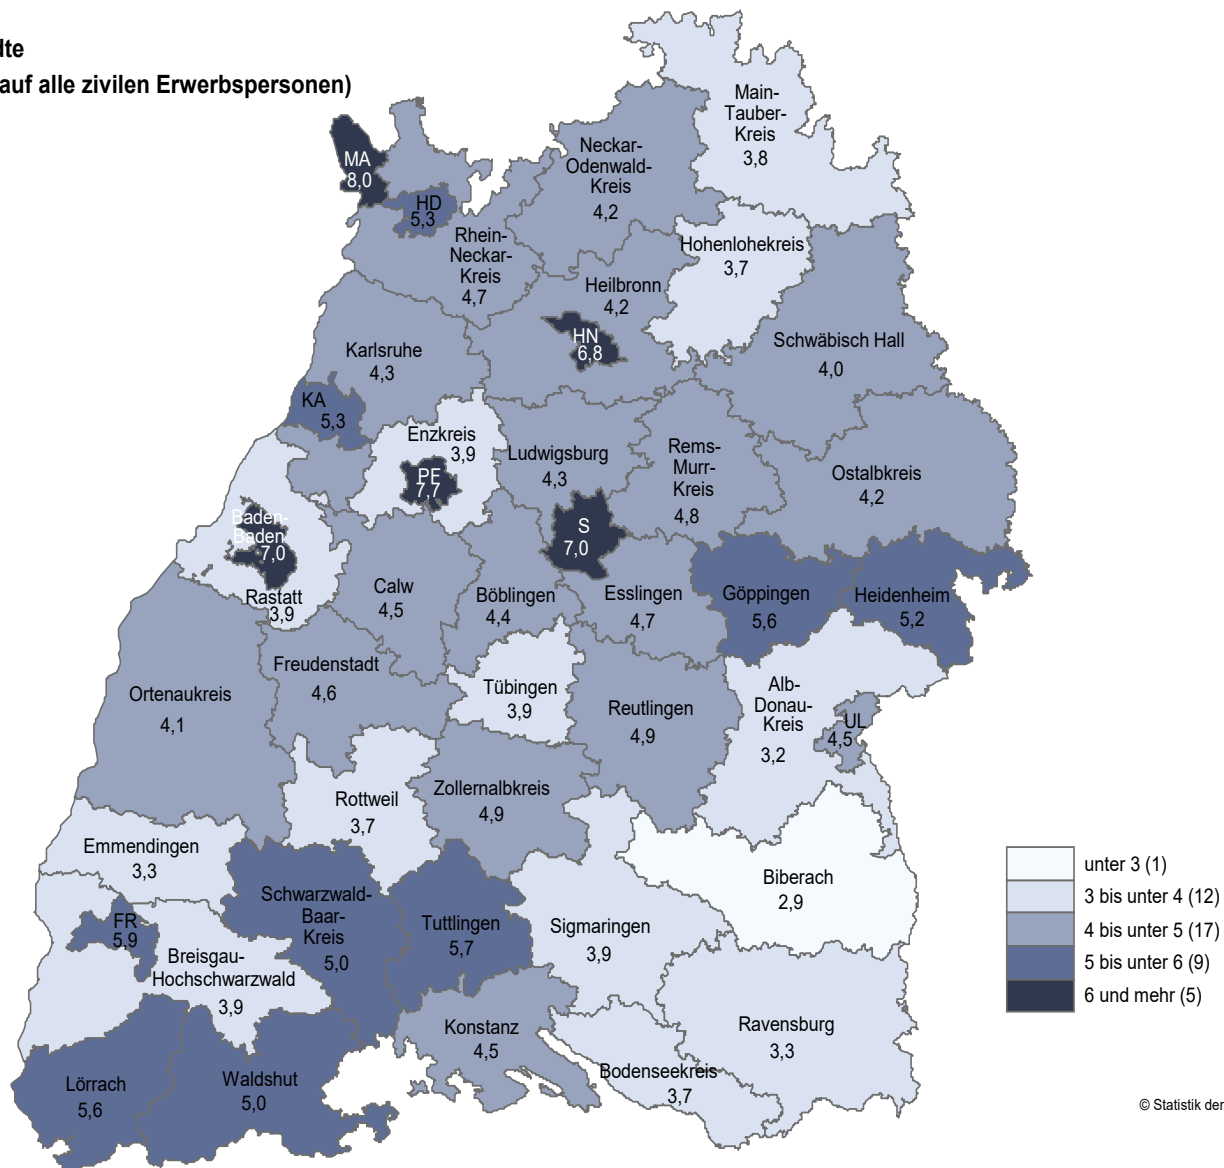 dte
auf alle zivilen Erwerbspersonen)
Main-
Tauber-
Kreis
3,8
MA
8,0
Neckar-
Odenwald-
Kreis
4,2
HD
5,3
Rhein-
Neckar-
Kreis
4,7
Hohenlohekreis
3,7
Heilbronn
4,2
HN
6,8
Schwäbisch Hall
4,0
Karlsruhe
4,3
KA
5,3
Enzkreis
3,9
PF
7,7
Ludwigsburg
4,3
Rems-
Murr-
Kreis
4,8
Ostalbkreis
4,2
Baden-
Baden
7,0
Rastatt
3,9
S
7,0
Calw
4,5
Böblingen
4,4
Esslingen
4,7
Göppingen
5,6
Heidenheim
5,2
Freudenstadt
4,6
Ortenaukreis
4,1
Tübingen
3,9
Reutlingen
4,9
Alb-
Donau-
Kreis
3,2
UL
4,5
Rottweil
3,7
Zollernalbkreis
4,9
Emmendingen
3,3
FR
5,9
Breisgau-
Hochschwarzwald
3,9
Schwarzwald-
Baar-
Kreis
5,0
Tuttlingen
5,7
Sigmaringen
3,9
Biberach
2,9
Konstanz
4,5
Ravensburg
3,3
Bodenseekreis
3,7
Lörrach
5,6
Waldshut
5,0
unter 3 (1)
3 bis unter 4 (12)
4 bis unter 5 (17)
5 bis unter 6 (9)
6 und mehr (5)
© Statistik der